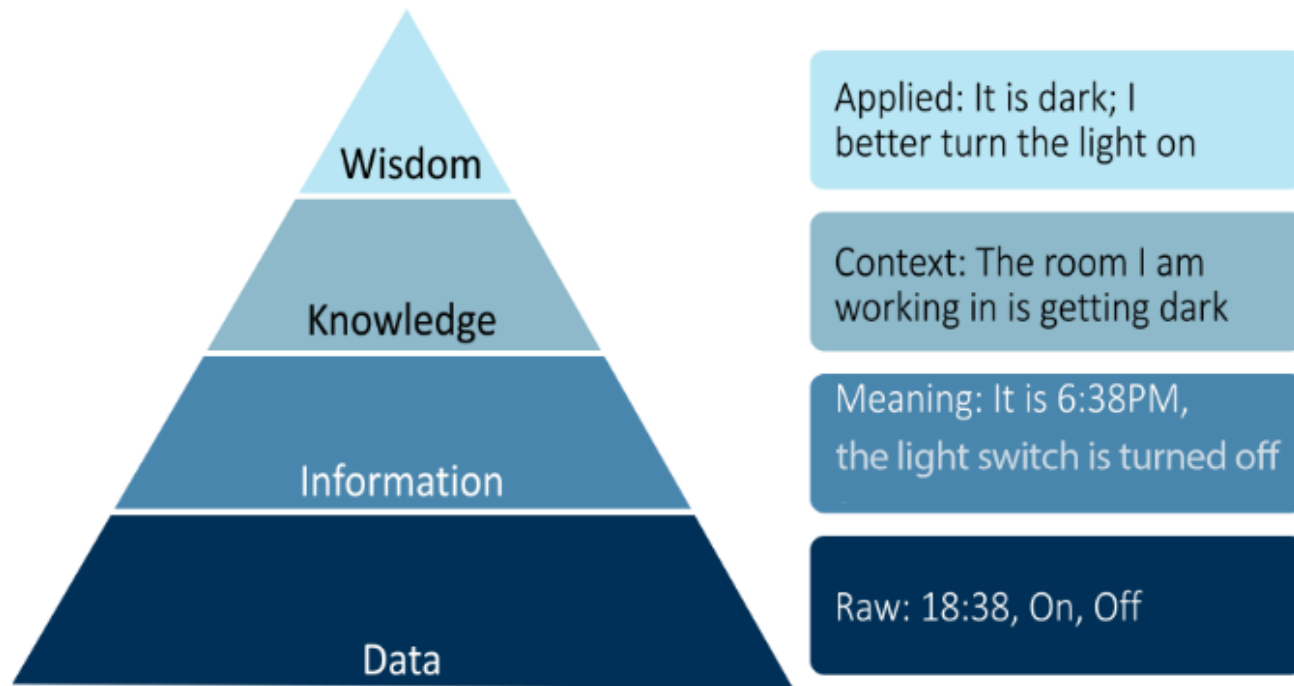 Wisdom
Applied: It is dark; I
better turn the light on
Knowledge
Context: The room I am
working in is getting dark
Information
Meaning: It is 6:38PM,
the light switch is turned off
Data
Raw: 18:38, On, Off